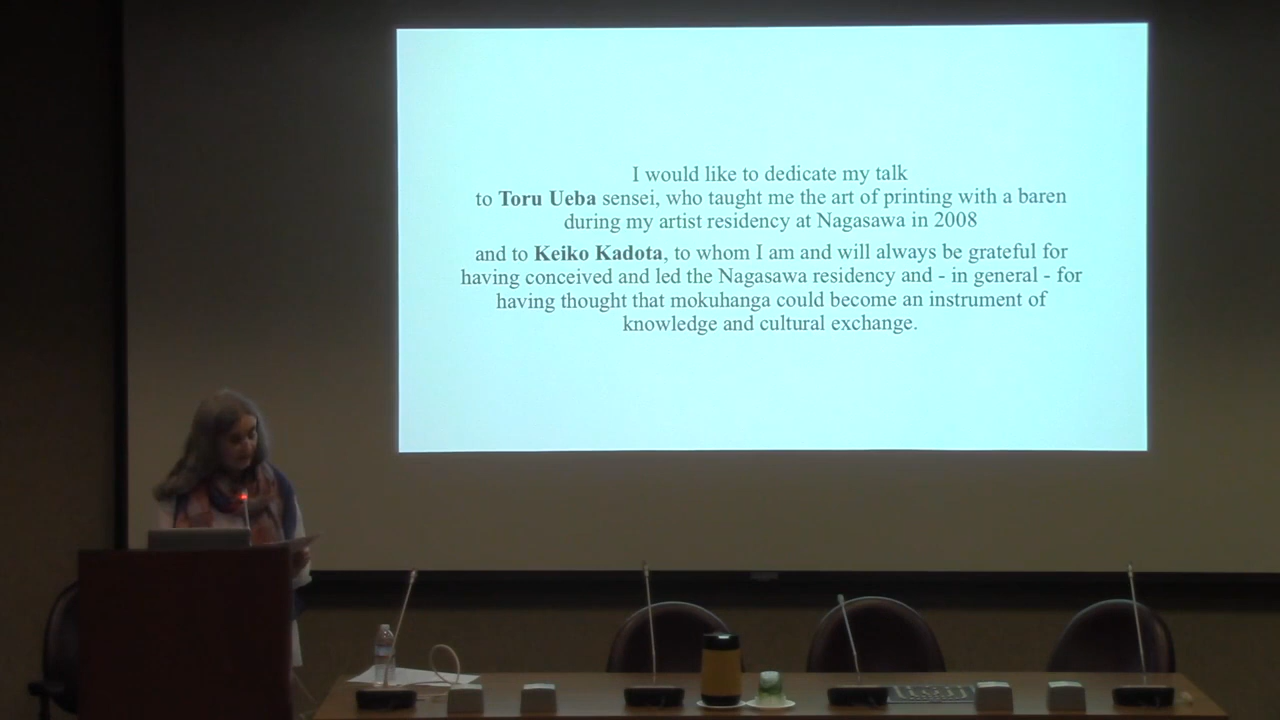 I would like to dedicate my talk
to Toru Ueba sensei, who taught me the art of printing with a baren
during my artist residency at Nagasawa in 2008
and to Keiko Kadota, to whom I am and will always be grateful for
having conceived and led the Nagasawa residency and - in general - for
having thought that mokuhanga could become an instrument of
knowledge and cultural exchange.